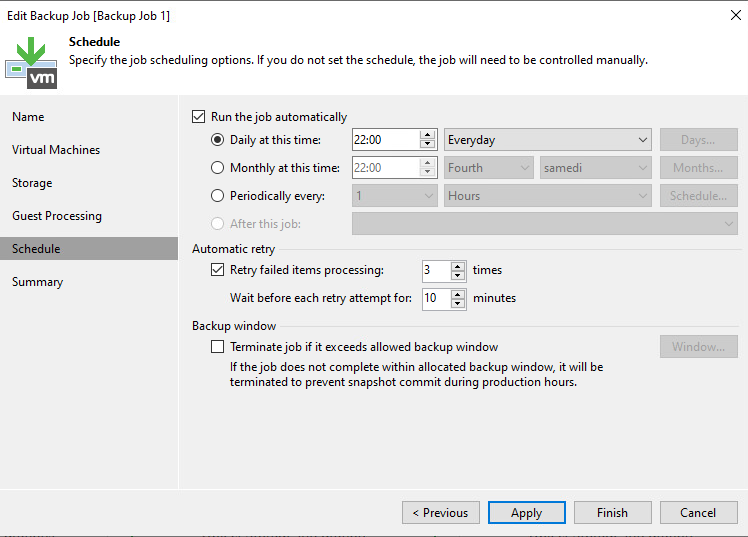 Edit Backup Job [Backup Job 1]
Schedule
Specify the job scheduling options. If you do not set the schedule, the job will need to be controlled manually.
vm
Name
Virtual Machines
Storage
Guest Processing
Schedule
Summary
Run the job automatically
Daily at this time: 22:00 Everyday Days...
Monthly at this time: 22:00 Fourth samedi Months...
Periodically every: 1 Hours Schedule...
After this job:
Automatic retry
Retry failed items processing: 3 times
Wait before each retry attempt for: 10 minutes
Backup window
Terminate job if it exceeds allowed backup window Window...
If the job does not complete within allocated backup window, it will be
terminated to prevent snapshot commit during production hours.
< Previous Apply Finish Cancel